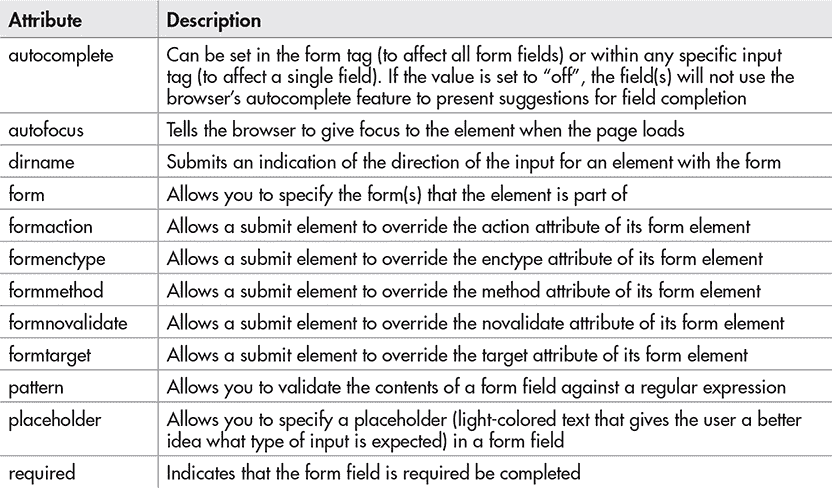 Attribute Description
autocomplete Can be set in the form tag (to affect all form fields) or within any specific input
tag (to affect a single field). If the value is set to “off”, the field(s) will not use the
browser’s autocomplete feature to present suggestions for field completion
autofocus Tells the browser to give focus to the element when the page loads
dirname Submits an indication of the direction of the input for an element with the form
form Allows you to specify the form(s) that the element is part of
formaction Allows a submit element to override the action attribute of its form element
formenctype Allows a submit element to override the enctype attribute of its form element
formmethod Allows a submit element to override the method attribute of its form element
formnovalidate Allows a submit element to override the novalidate attribute of its form element
formtarget Allows a submit element to override the target attribute of its form element
pattern Allows you to validate the contents of a form field against a regular expression
placeholder Allows you to specify a placeholder (light-colored text that gives the user a better
idea what type of input is expected) in a form field
required Indicates that the form field is required be completed